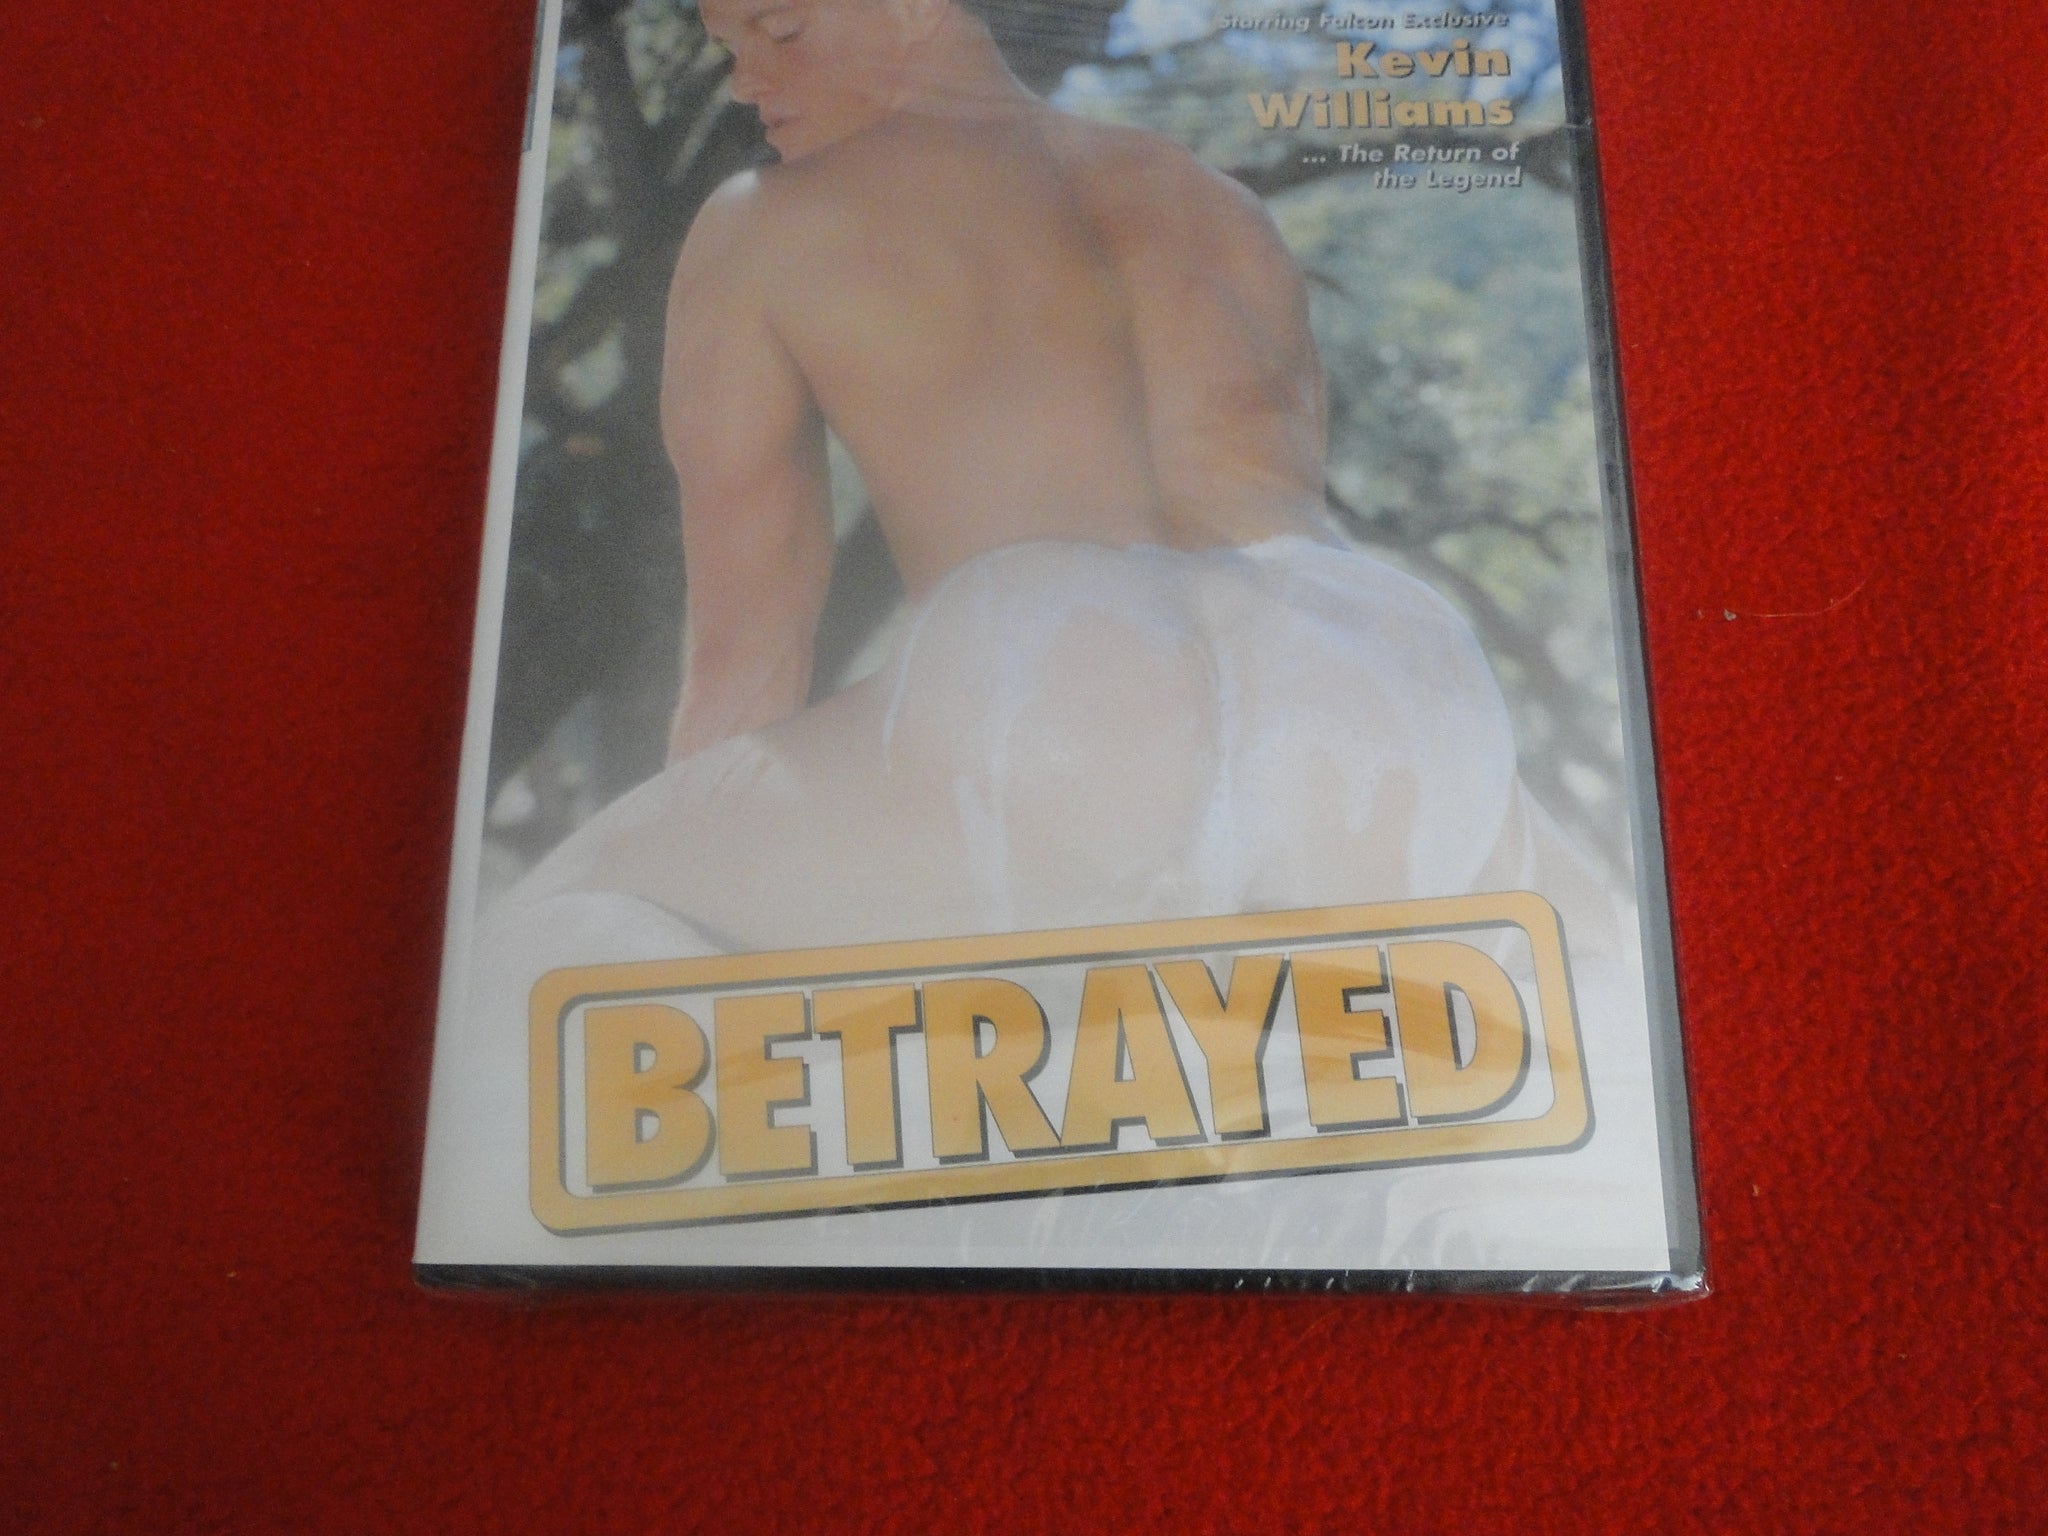 Starring Falcon Exclusive
Kevin
Williams
... The Return of
the Legend
BETRAYED